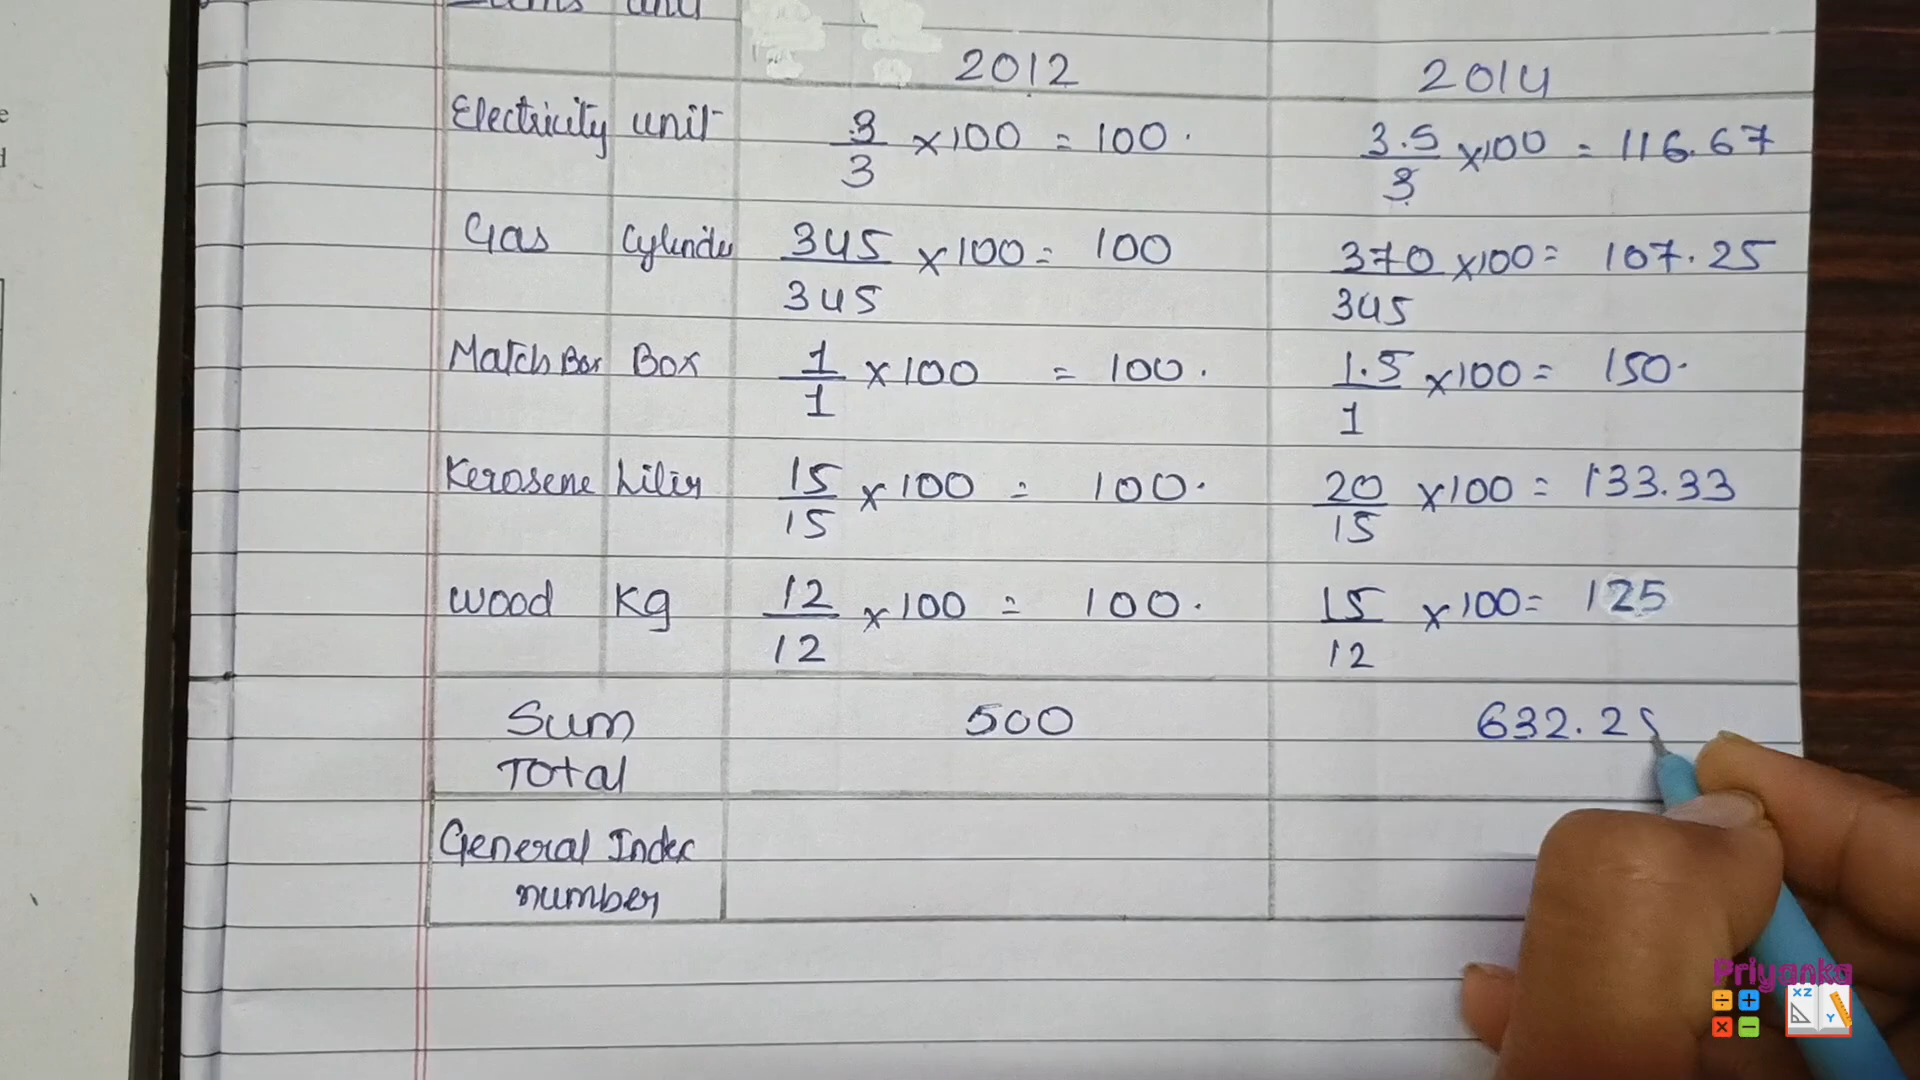 2012 2014
Electricity unit 3/3 x100 = 100. 3.5/3 x100 = 116.67
Gas Cylinder 345/345 x100= 100 370/345 x100= 107.25
Match Box Box 1/1 x100 = 100. 1.5/1 x100= 150.
Kerosene Liter 15/15 x100 = 100. 20/15 x100 = 133.33
Wood Kg 12/12 x100 = 100. 15/12 x100= 125
Sum 500 632.25
Total
General Index
number
Priyanka
XZ
Y